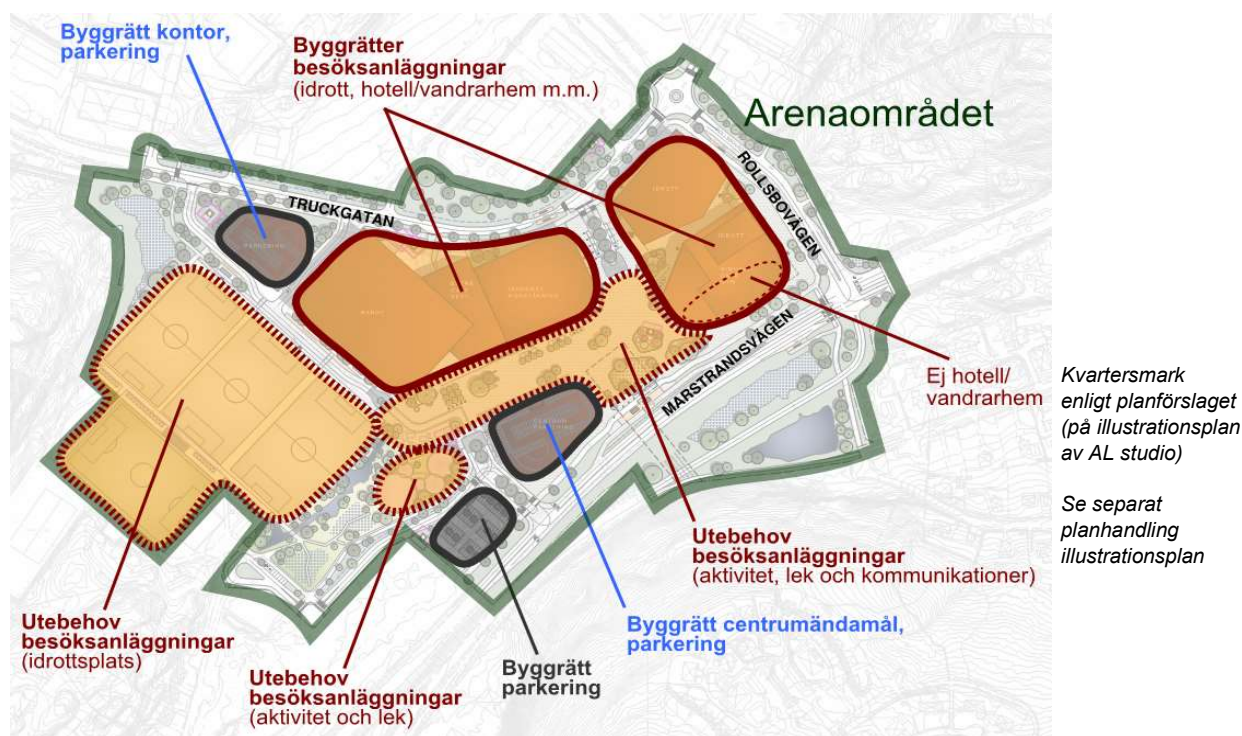 Byggrätt kontor,
parkering
Byggrätter
besöksanläggningar
(idrott, hotell/vandrarhem m.m.)
Arenaområdet
TRUCKGATAN
ROLLSBOVÄGEN
MARSTRANDSVÄGEN
Ej hotell/
vandrarhem
Kvartersmark
enligt planförslaget
(på illustrationsplan
av AL studio)
Se separat
planhandling
illustrationsplan
Utebehov
besöksanläggningar
(aktivitet, lek och kommunikationer)
Byggrätt centrumändamål,
parkering
Byggrätt
parkering
Utebehov
besöksanläggningar
(idrottsplats)
Utebehov
besöksanläggningar
(aktivitet och lek)